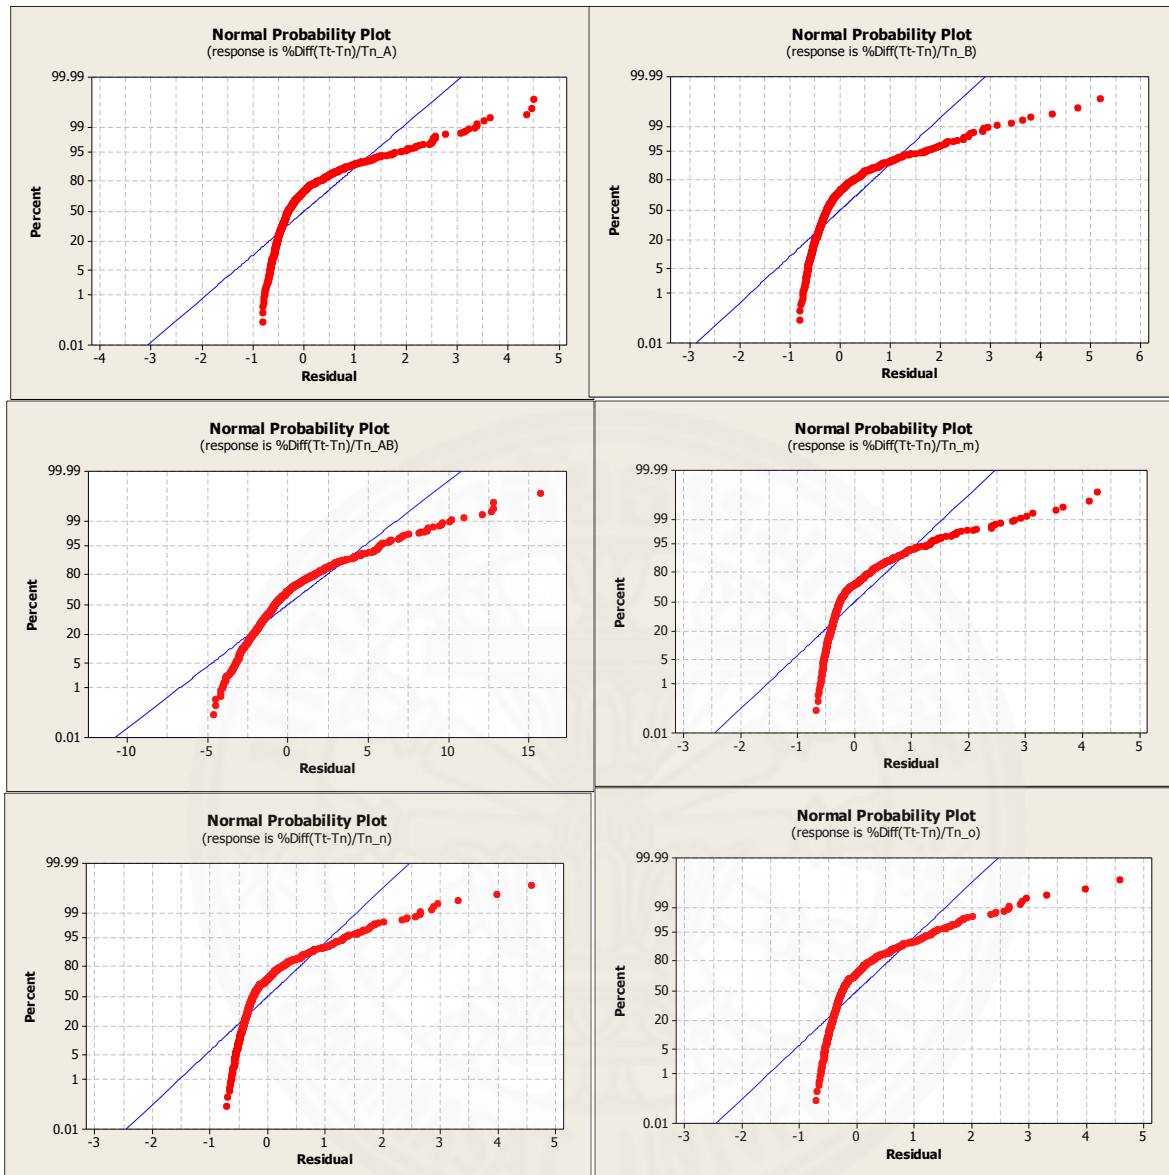 Normal Probability Plot
(response is %Diff(Tt-Tn)/Tn_A)
99.99
99
95
80
50
20
5
1
0.01
Percent
-4 -3 -2 -1 0 1 2 3 4 5
Residual
Normal Probability Plot
(response is %Diff(Tt-Tn)/Tn_B)
99.99
99
95
80
50
20
5
1
0.01
Percent
-3 -2 -1 0 1 2 3 4 5 6
Residual
Normal Probability Plot
(response is %Diff(Tt-Tn)/Tn_AB)
99.99
99
95
80
50
20
5
1
0.01
Percent
-10 -5 0 5 10 15
Residual
Normal Probability Plot
(response is %Diff(Tt-Tn)/Tn_m)
99.99
99
95
80
50
20
5
1
0.01
Percent
-3 -2 -1 0 1 2 3 4 5
Residual
Normal Probability Plot
(response is %Diff(Tt-Tn)/Tn_n)
99.99
99
95
80
50
20
5
1
0.01
Percent
-3 -2 -1 0 1 2 3 4 5
Residual
Normal Probability Plot
(response is %Diff(Tt-Tn)/Tn_o)
99.99
99
95
80
50
20
5
1
0.01
Percent
-3 -2 -1 0 1 2 3 4 5
Residual